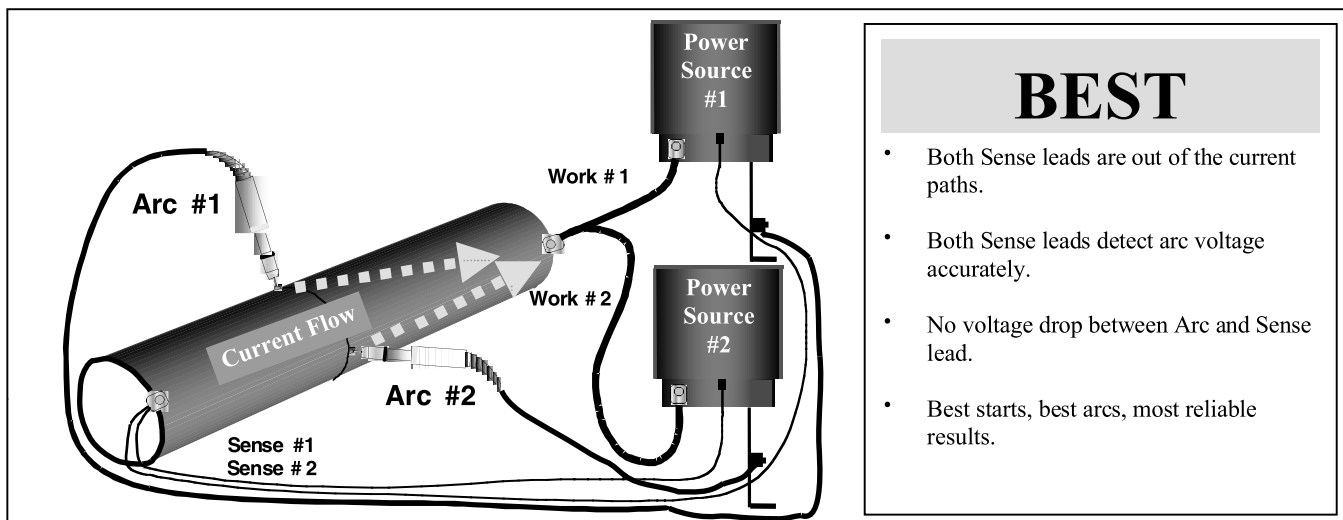 Power
Source
#1
Work # 1
Arc #1
Work # 2
Power
Source
#2
Current Flow
Arc #2
Sense #1
Sense # 2
BEST
• Both Sense leads are out of the current
paths.
• Both Sense leads detect arc voltage
accurately.
• No voltage drop between Arc and Sense
lead.
• Best starts, best arcs, most reliable
results.